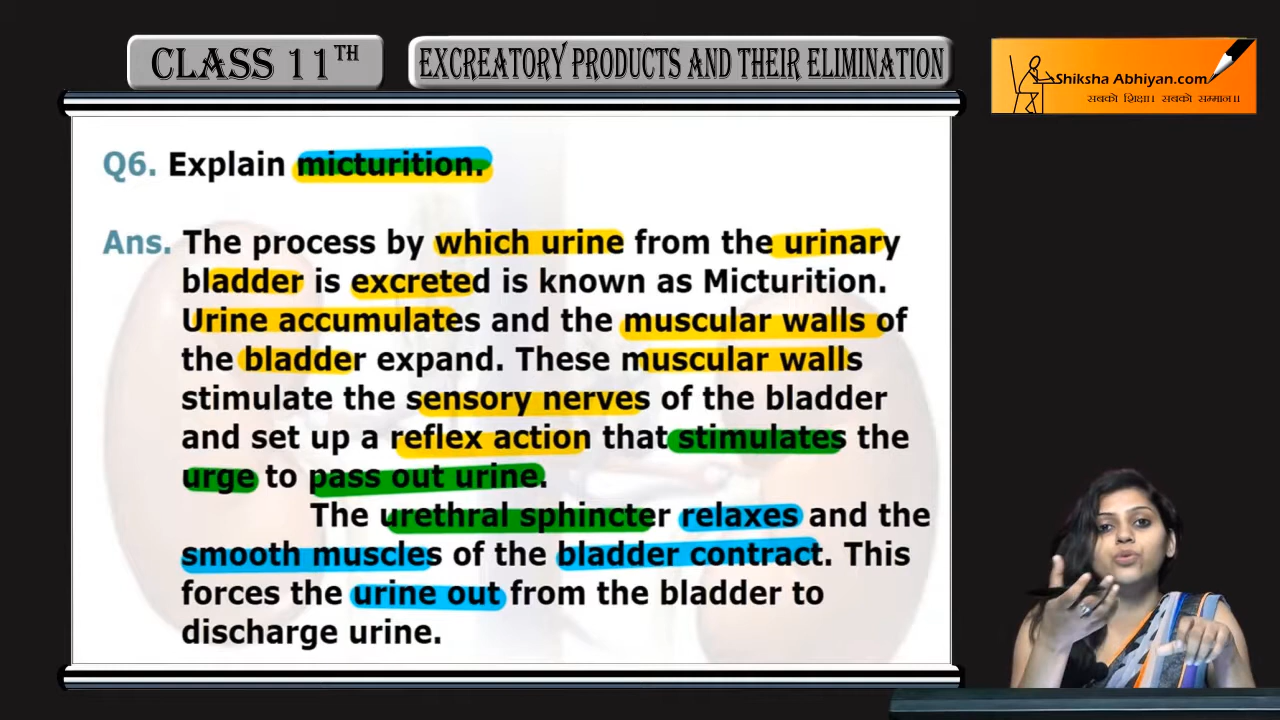 CLASS 11TH
EXCREATORY PRODUCTS AND THEIR ELIMINATION
Shiksha Abhiyan.com
सबको शिक्षा। सबको सम्मान॥
Q6. Explain micturition.
Ans. The process by which urine from the urinary
bladder is excreted is known as Micturition.
Urine accumulates and the muscular walls of
the bladder expand. These muscular walls
stimulate the sensory nerves of the bladder
and set up a reflex action that stimulates the
urge to pass out urine.
The urethral sphincter relaxes and the
smooth muscles of the bladder contract. This
forces the urine out from the bladder to
discharge urine.